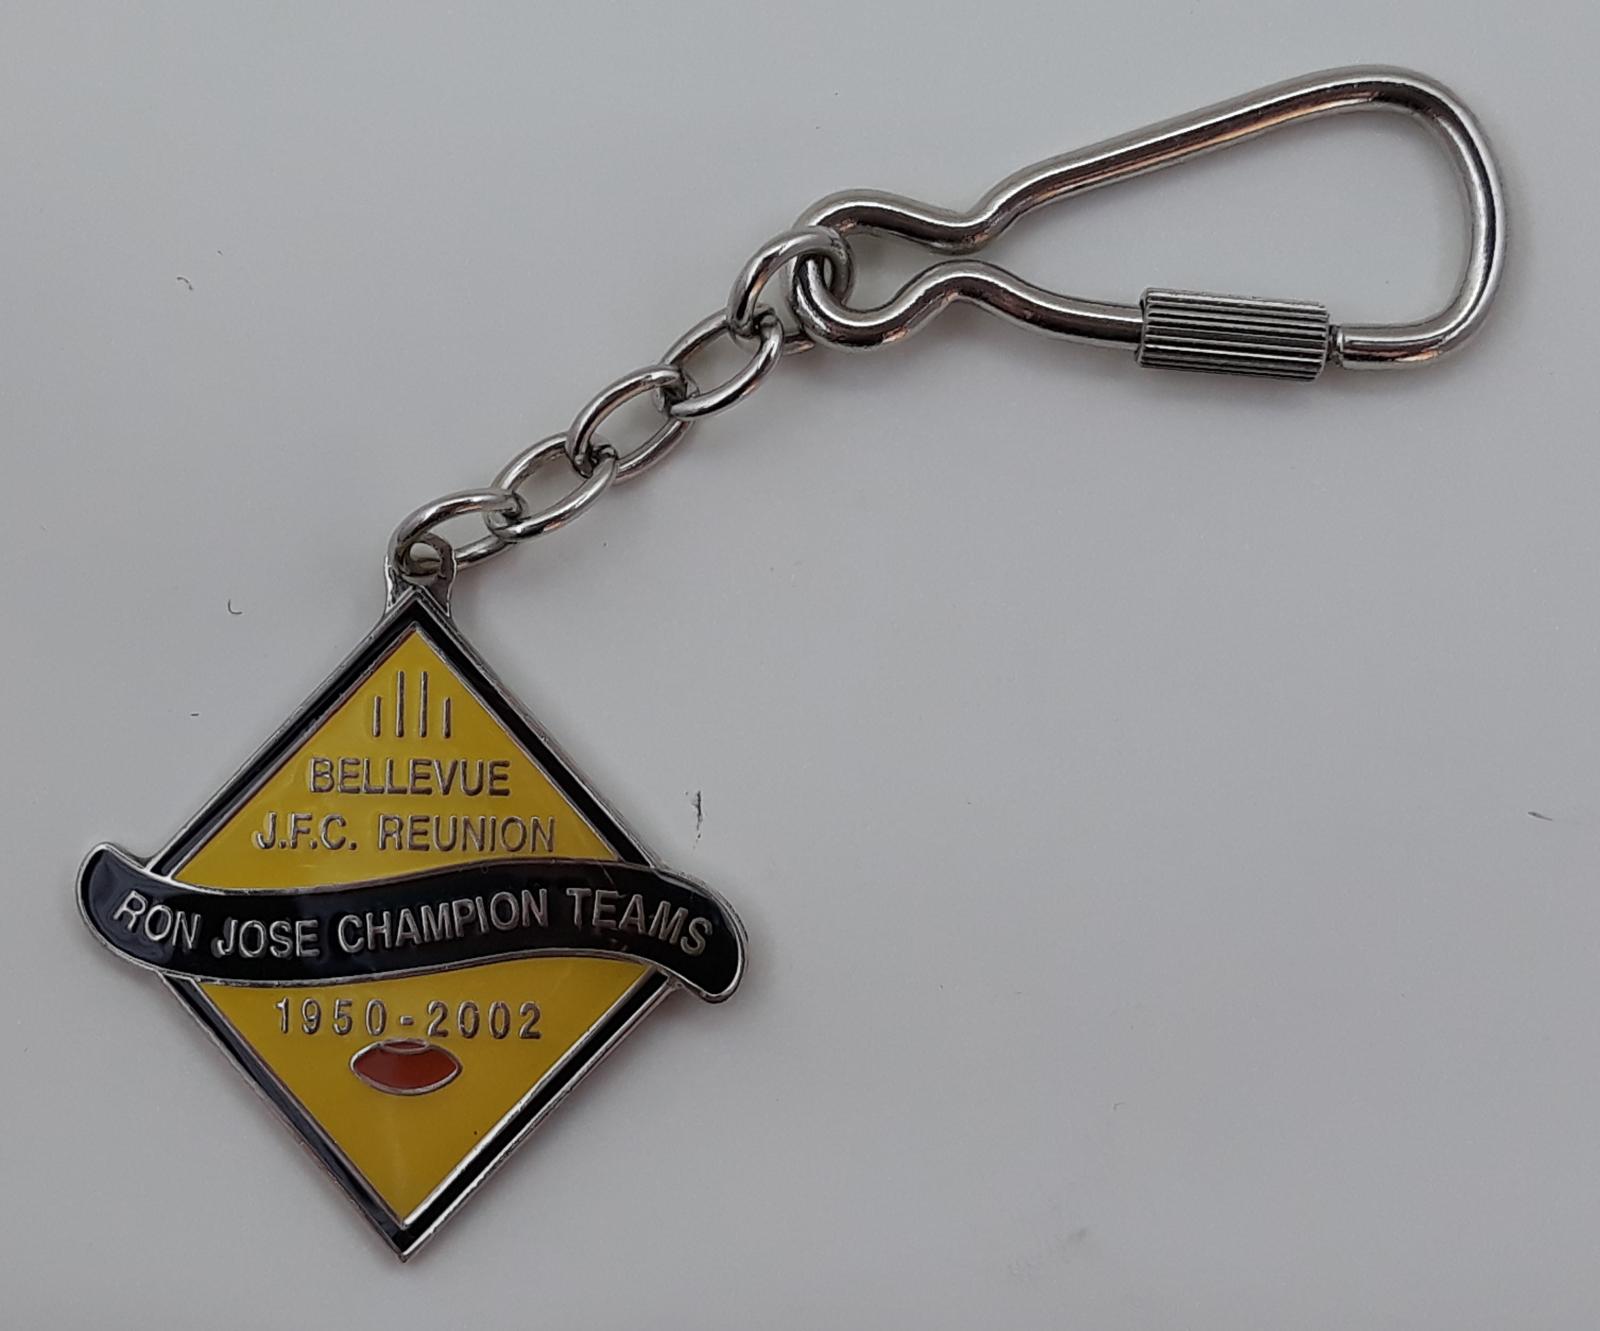 BELLEVUE
J.F.C. REUNION
RON JOSE CHAMPION TEAMS
1950-2002